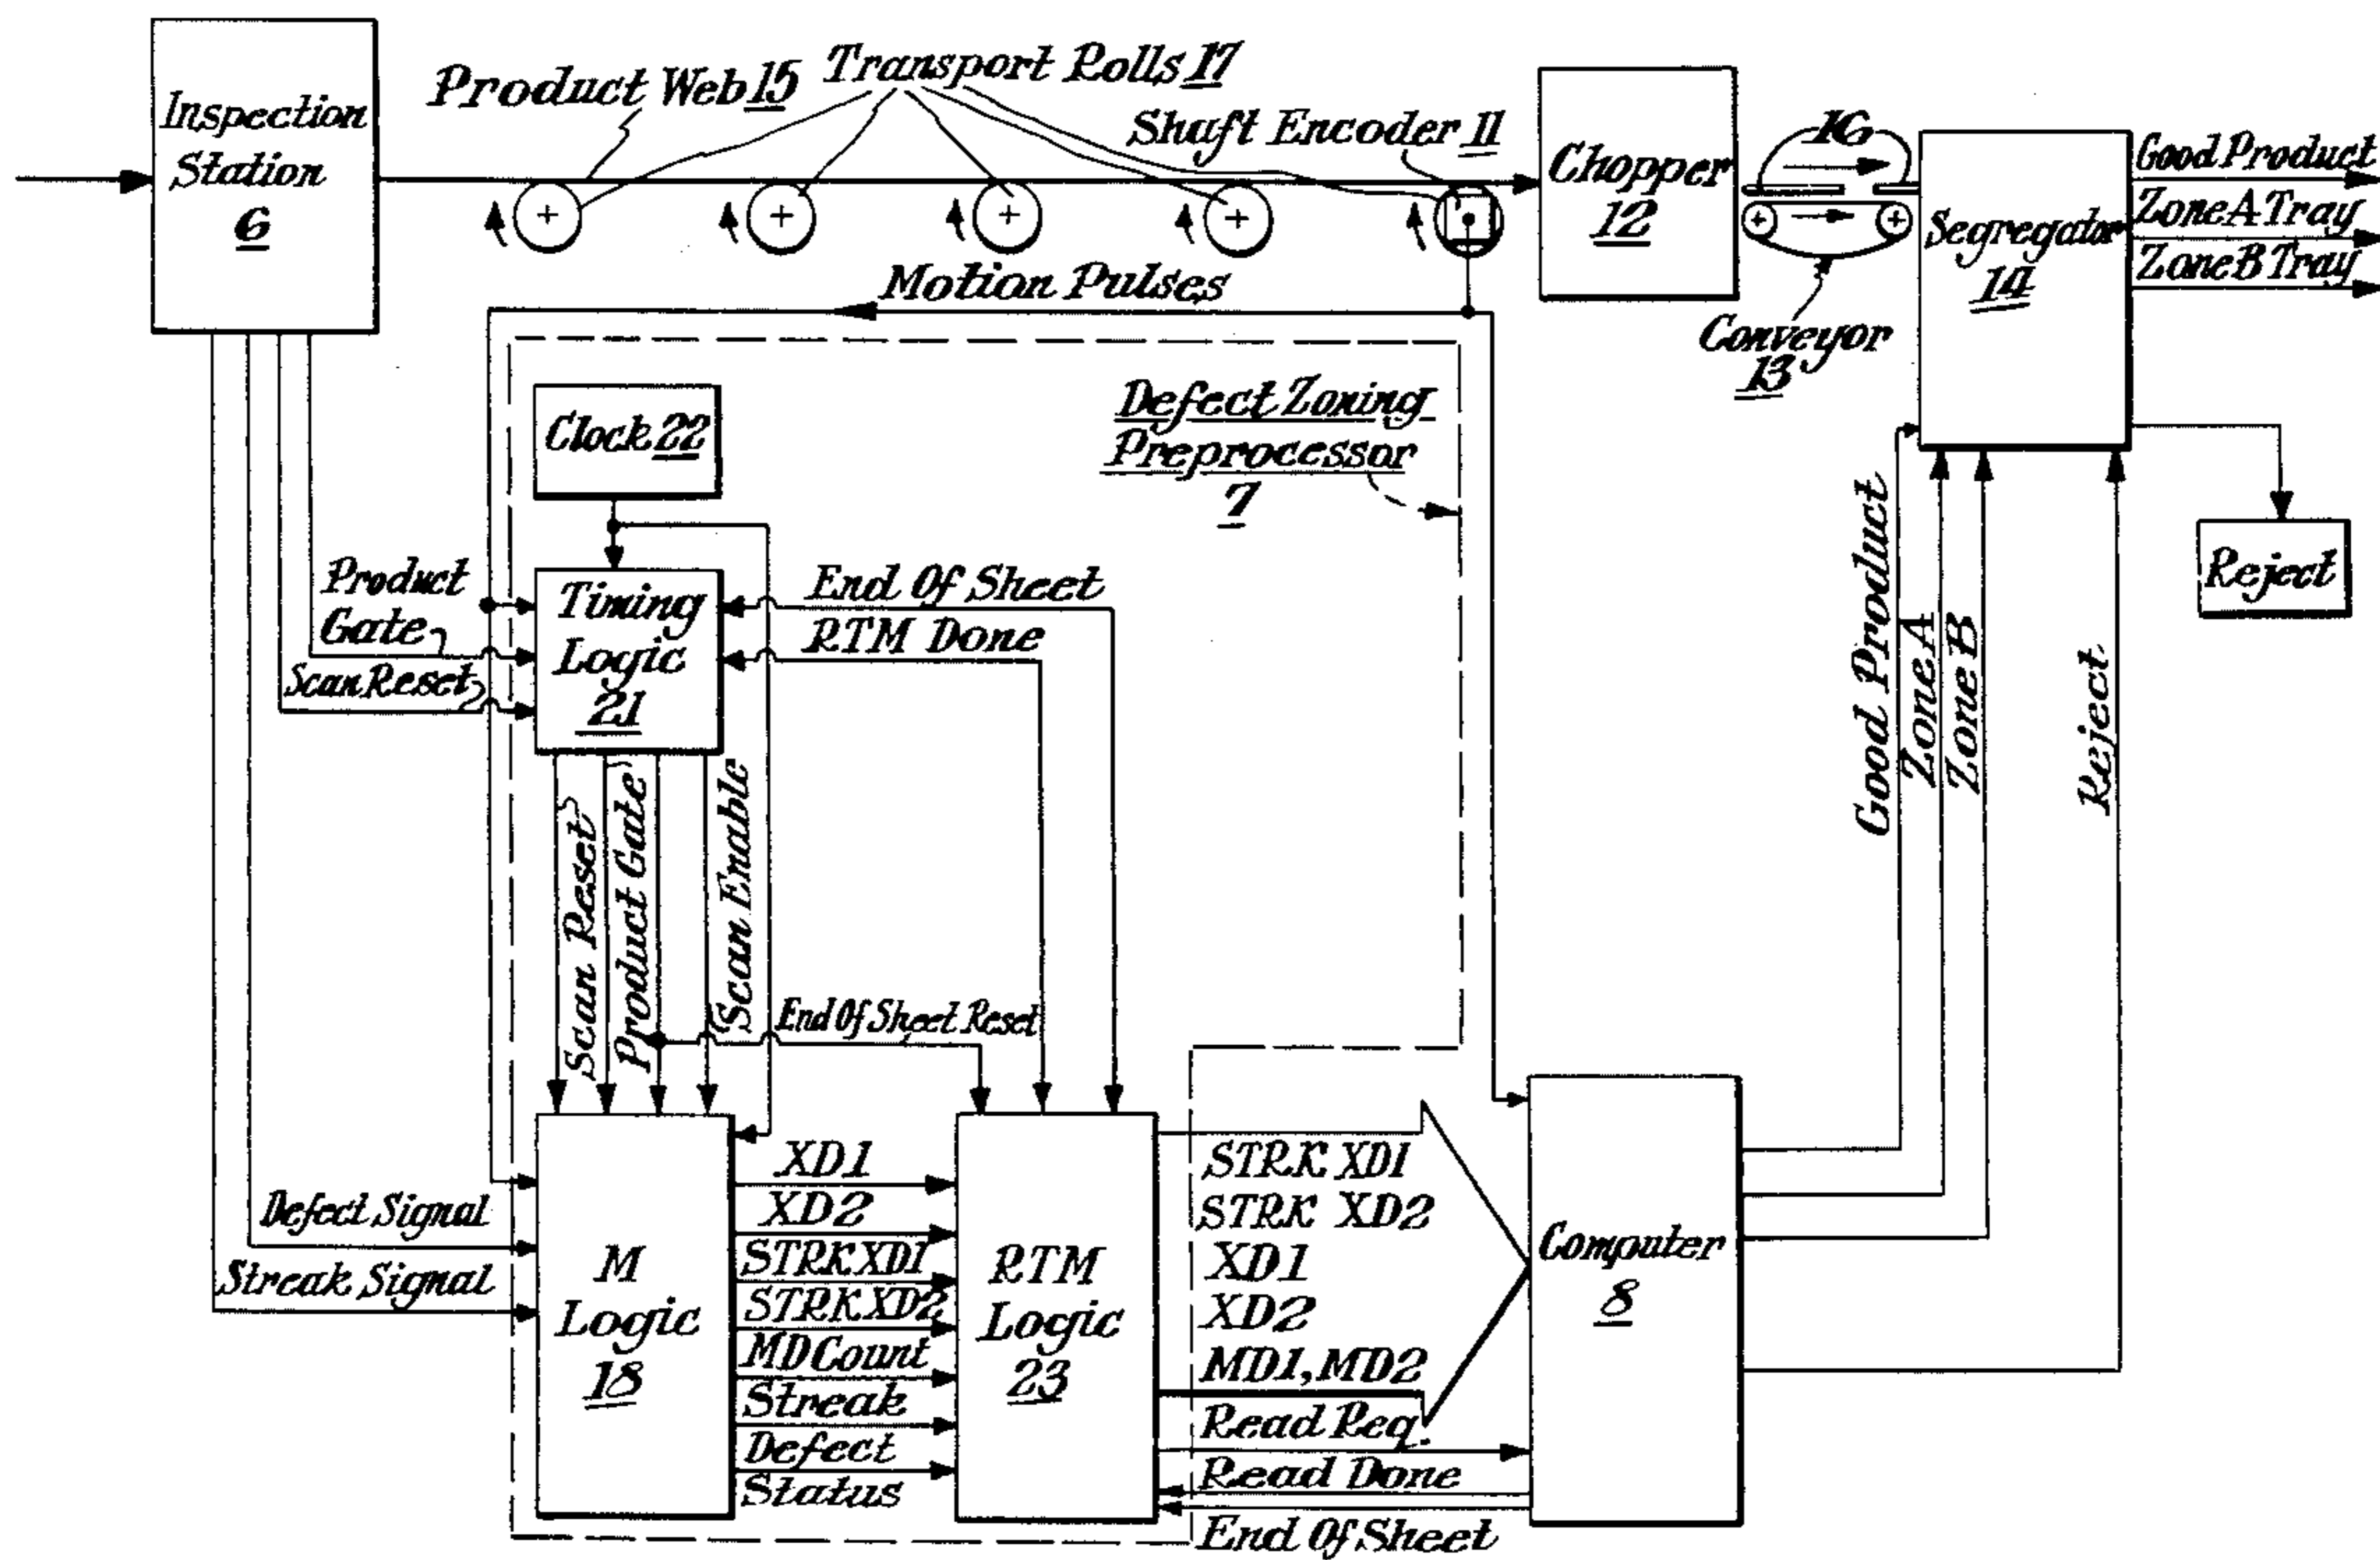 Inspection
Station
6
Product Web 15
Transport Rolls 17
Shaft Encoder 11
Chopper
12
16
Conveyor
13
Segregator
14
Good Product
Zone A Tray
Zone B Tray
Motion Pulses
Defect Zoning
Preprocessor
7
Clock 22
Reject
Product
Gate
Scan Reset
Timing
Logic
21
End Of Sheet
RTM Done
Good Product
Zone A
Zone B
Reject
Scan Reset
Product Gate
Scan Enable
End Of Sheet Reset
Defect Signal
Streak Signal
M
Logic
18
XD1
XD2
STRK XD1
STRK XD2
MD Count
Streak
Defect
Status
RTM
Logic
23
STRK XD1
STRK XD2
XD1
XD2
MD1, MD2
Read Req.
Read Done
End Of Sheet
Computer
8